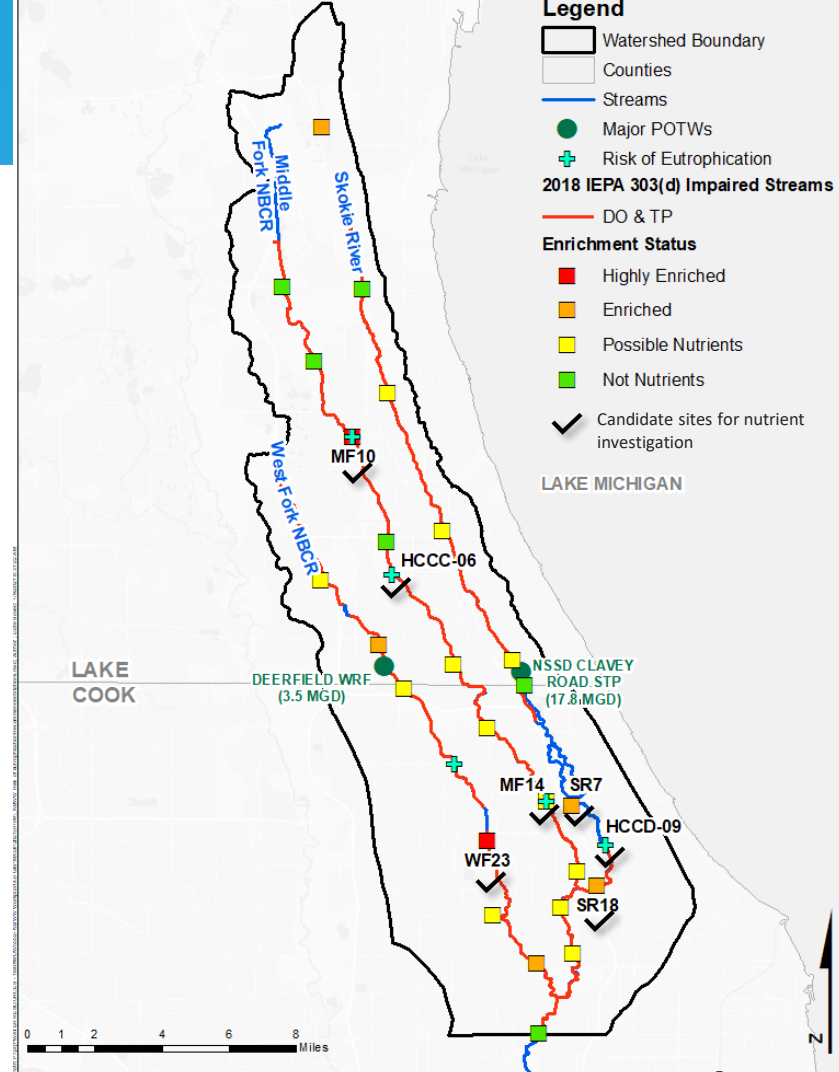 Legend
Watershed Boundary
Counties
Streams
Major POTWs
Risk of Eutrophication
2018 IEPA 303(d) Impaired Streams
DO & TP
Enrichment Status
Highly Enriched
Enriched
Possible Nutrients
Not Nutrients
Candidate sites for nutrient
investigation
Lake
Michigan
LAKE MICHIGAN
Middle
Fork NBCR
Skokie River
MF10
West Fork NBCR
HCCC-06
LAKE
COOK
DEERFIELD WRF
(3.5 MGD)
NSSD CLAVEY
ROAD STP
(17.8 MGD)
MF14
SR7
HCCD-09
WF23
SR18
0 1 2 4 6 8
Miles
N